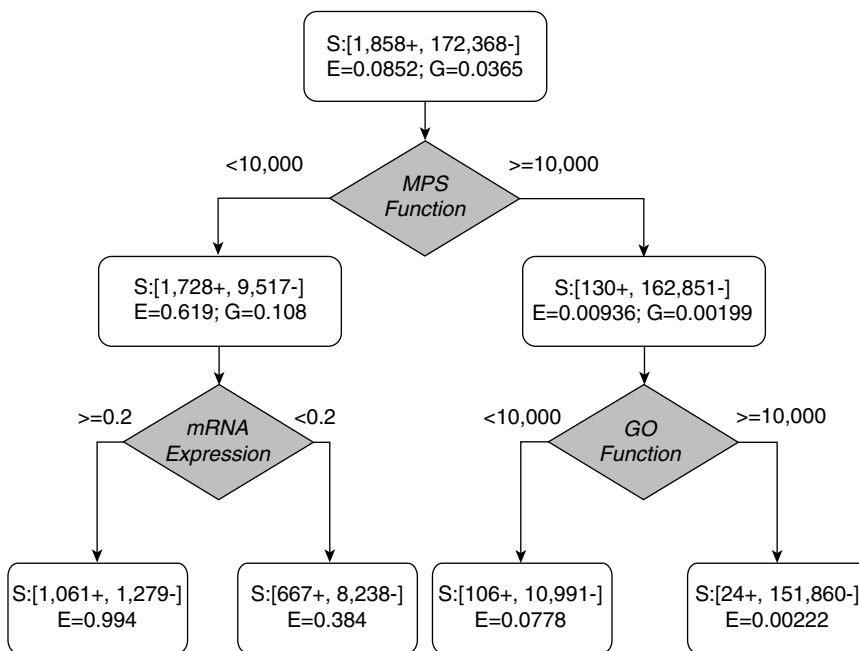 S:[1,858+, 172,368-]
E=0.0852; G=0.0365
<10,000
>=10,000
MPS
Function
S:[1,728+, 9,517-]
E=0.619; G=0.108
S:[130+, 162,851-]
E=0.00936; G=0.00199
>=0.2
<0.2
mRNA
Expression
<10,000
>=10,000
GO
Function
S:[1,061+, 1,279-]
E=0.994
S:[667+, 8,238-]
E=0.384
S:[106+, 10,991-]
E=0.0778
S:[24+, 151,860-]
E=0.00222